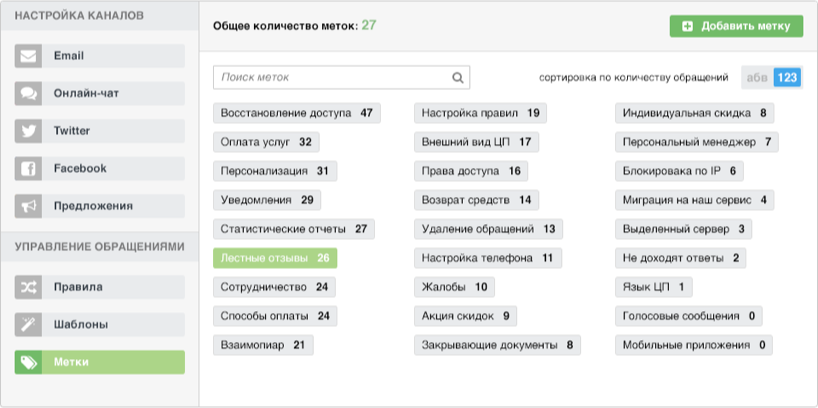 НАСТРОЙКА КАНАЛОВ
Email
Онлайн-чат
Twitter
Facebook
Предложения
УПРАВЛЕНИЕ ОБРАЩЕНИЯМИ
Правила
Шаблоны
Метки
Общее количество меток: 27
Добавить метку
Поиск меток
сортировка по количеству обращений
абв 123
Восстановление доступа 47
Оплата услуг 32
Персонализация 31
Уведомления 29
Статистические отчеты 27
Лестные отзывы 26
Сотрудничество 24
Способы оплаты 24
Взаимопиар 21
Настройка правил 19
Внешний вид ЦП 17
Права доступа 16
Возврат средств 14
Удаление обращений 13
Настройка телефона 11
Жалобы 10
Акция скидок 9
Закрывающие документы 8
Индивидуальная скидка 8
Персональный менеджер 7
Блокировака по IP 6
Миграция на наш сервис 4
Выделенный сервер 3
Не доходят ответы 2
Язык ЦП 1
Голосовые сообщения 0
Мобильные приложения 0